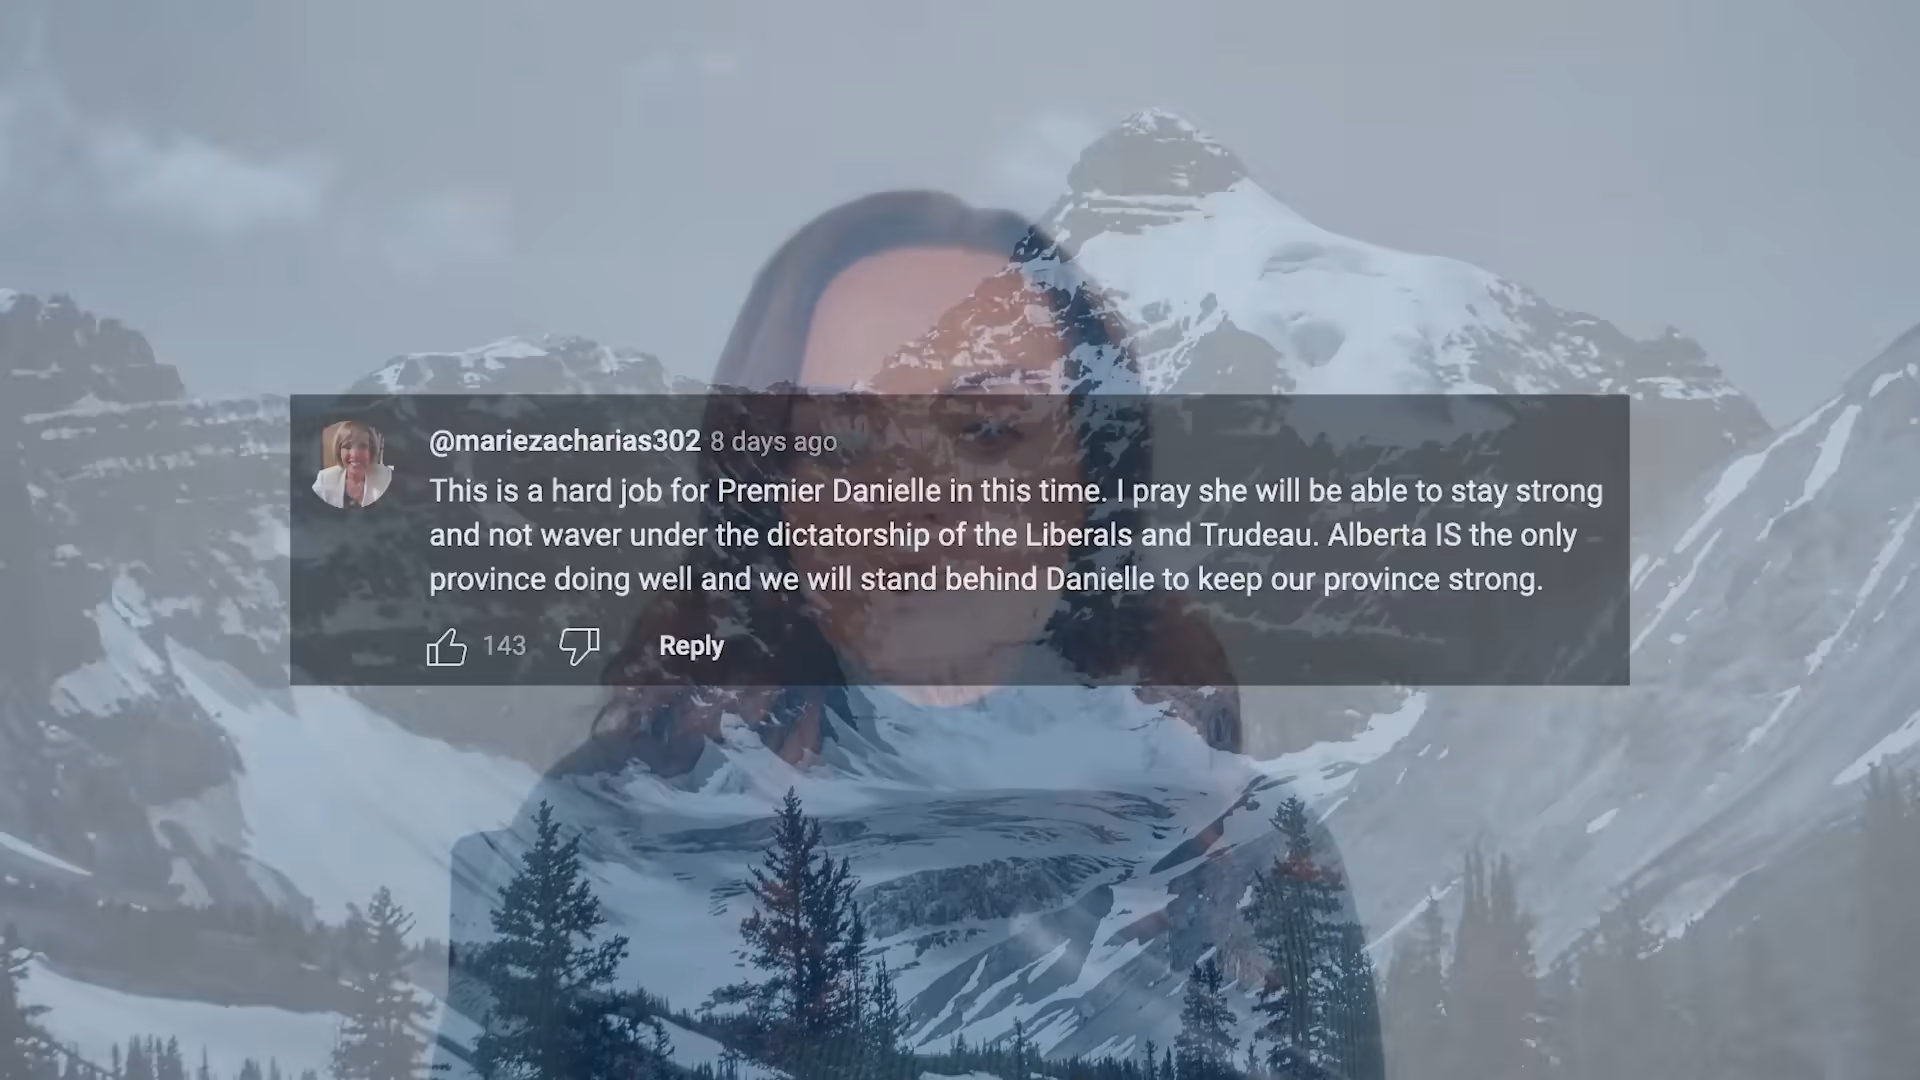 @mariezacharias302 8 days ago
This is a hard job for Premier Danielle in this time. I pray she will be able to stay strong
and not waver under the dictatorship of the Liberals and Trudeau. Alberta IS the only
province doing well and we will stand behind Danielle to keep our province strong.
143 Reply